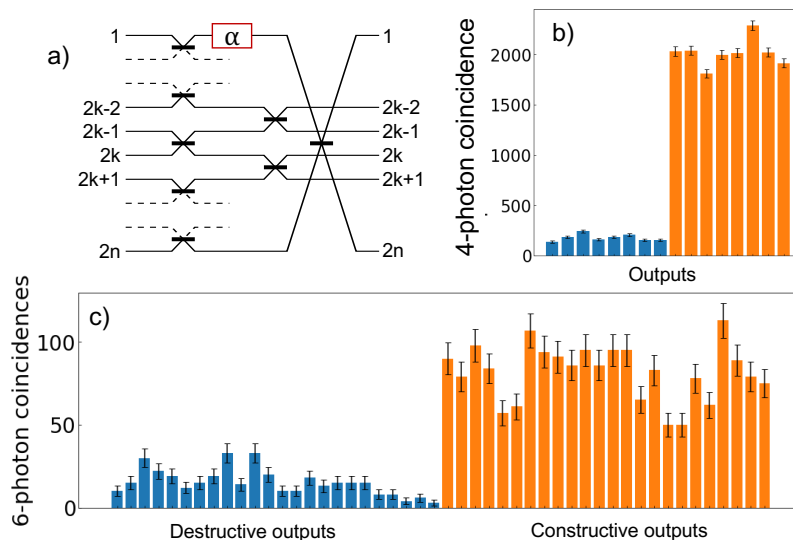 a)
1
α
1
2k-2
2k-2
2k-1
2k-1
2k
2k
2k+1
2k+1
2n
2n
b)
4-photon coincidence
2000
1500
1000
500
0
Outputs
c)
6-photon coincidences
100
50
0
Destructive outputs
Constructive outputs